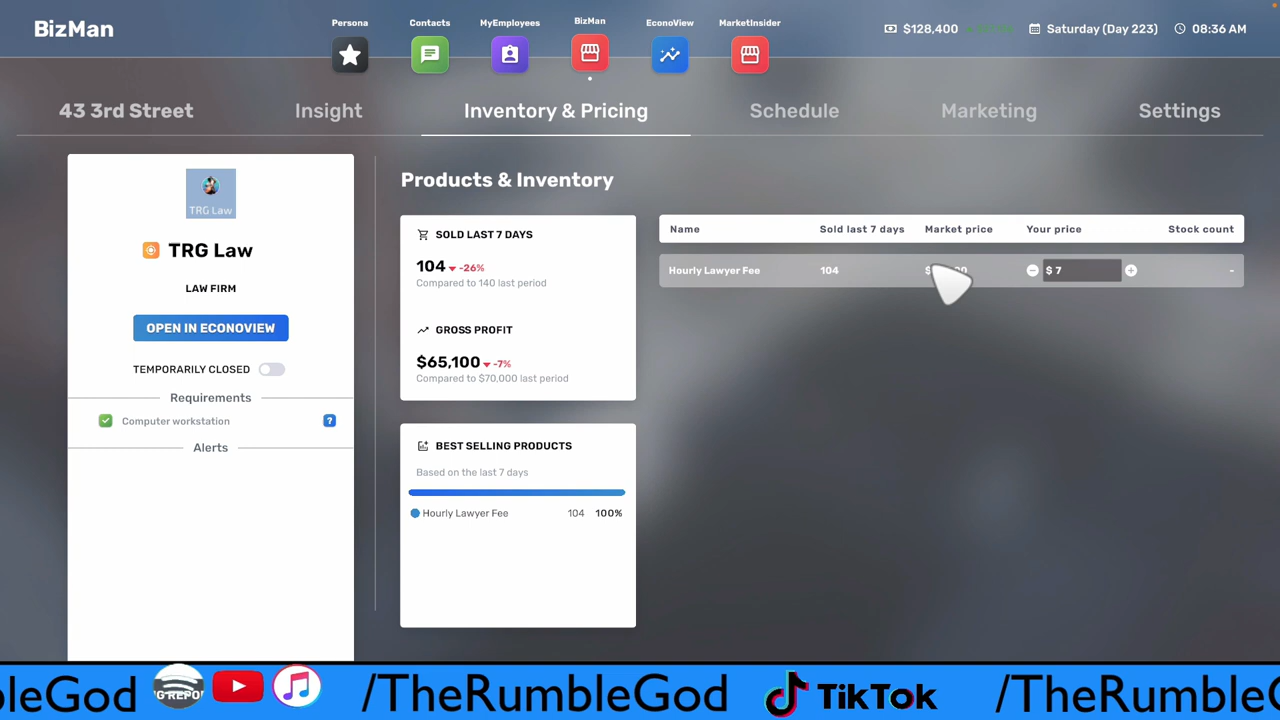 BizMan
Persona
Contacts
MyEmployees
BizMan
EconoView
MarketInsider
$128,400
Saturday (Day 223)
08:36 AM
43 3rd Street
Insight
Inventory & Pricing
Schedule
Marketing
Settings
TRG Law
TRG Law
LAW FIRM
OPEN IN ECONOVIEW
TEMPORARILY CLOSED
Requirements
Computer workstation
?
Alerts
Products & Inventory
SOLD LAST 7 DAYS
104 -26%
Compared to 140 last period
GROSS PROFIT
$65,100 -7%
Compared to $70,000 last period
BEST SELLING PRODUCTS
Based on the last 7 days
Hourly Lawyer Fee 104 100%
Name Sold last 7 days Market price Your price Stock count
Hourly Lawyer Fee 104 $ 7 -
bleGod
/TheRumbleGod
TikTok
/TheRumbleG